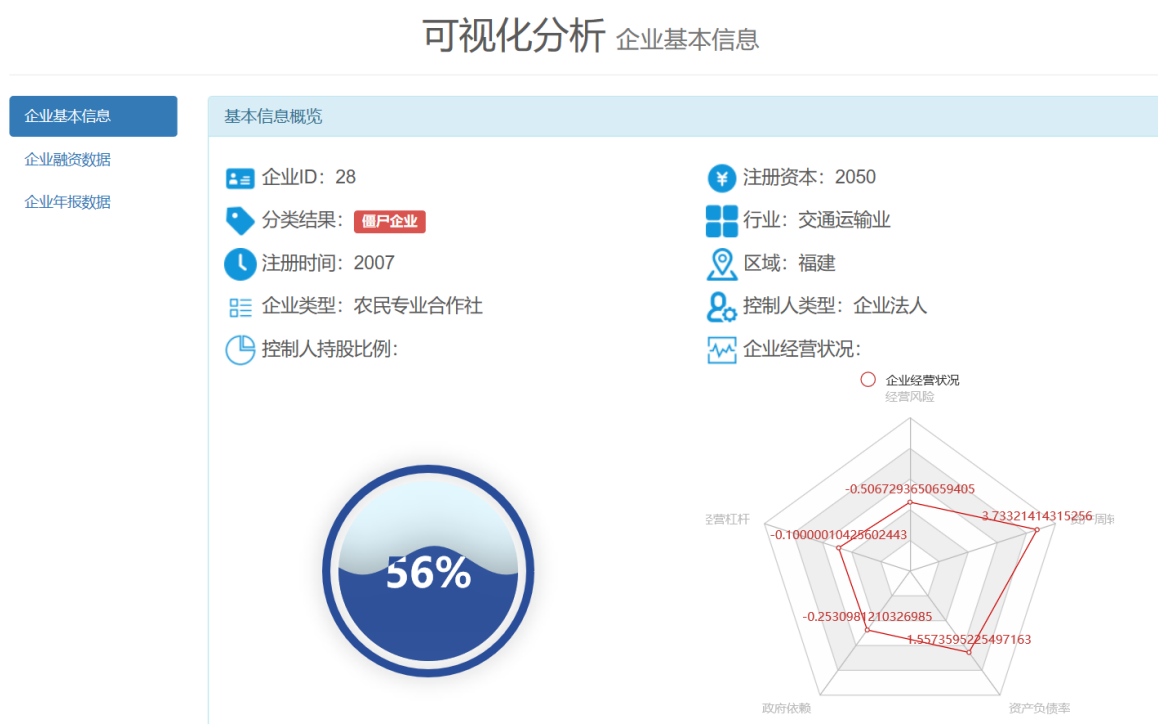 可视化分析 企业基本信息
企业基本信息
企业融资数据
企业年报数据
基本信息概览
企业ID：28
注册资本：2050
分类结果：僵尸企业
行业：交通运输业
注册时间：2007
区域：福建
企业类型：农民专业合作社
控制人类型：企业法人
控制人持股比例：
企业经营状况：
56%
企业经营状况
经营风险
-0.5067293650659405
3.73321414315256
经营杠杆
-0.10000010425602443
-0.2530981210326985
1.5573595225497163
政府依赖
资产负债率